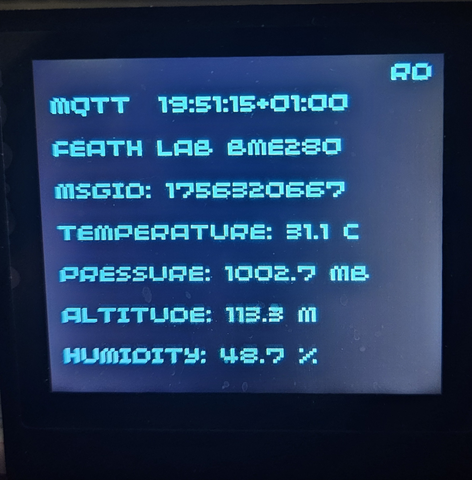 RO
MQTT 19:51:15+01:00
FEATH LAB BME280
MSGID: 1756320667
TEMPERATURE: 31.1 C
PRESSURE: 1002.7 MB
ALTITUDE: 113.3 M
HUMIDITY: 48.7 %